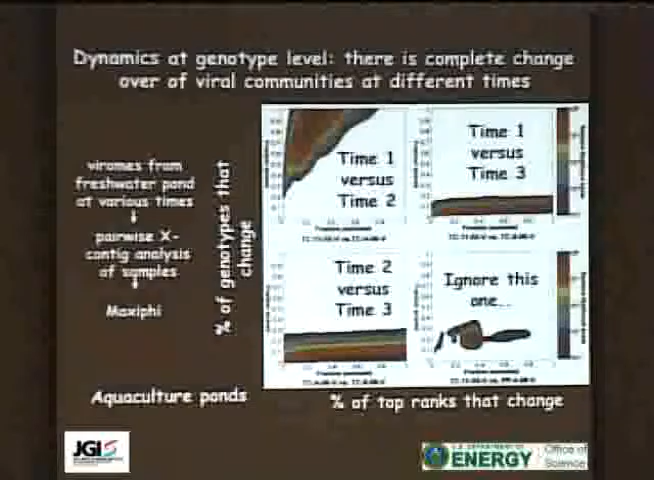 Dynamics at genotype level: there is complete change
over of viral communities at different times
viromes from
freshwater pond
at various times
pairwise X-
contig analysis
of samples
Maxiphi
% of genotypes that
change
Time 1
versus
Time 2
Time 1
versus
Time 3
Time 2
versus
Time 3
Ignore this
one...
Aquaculture ponds
% of top ranks that change
JGI
U.S. DEPARTMENT OF
ENERGY
Office of
Science